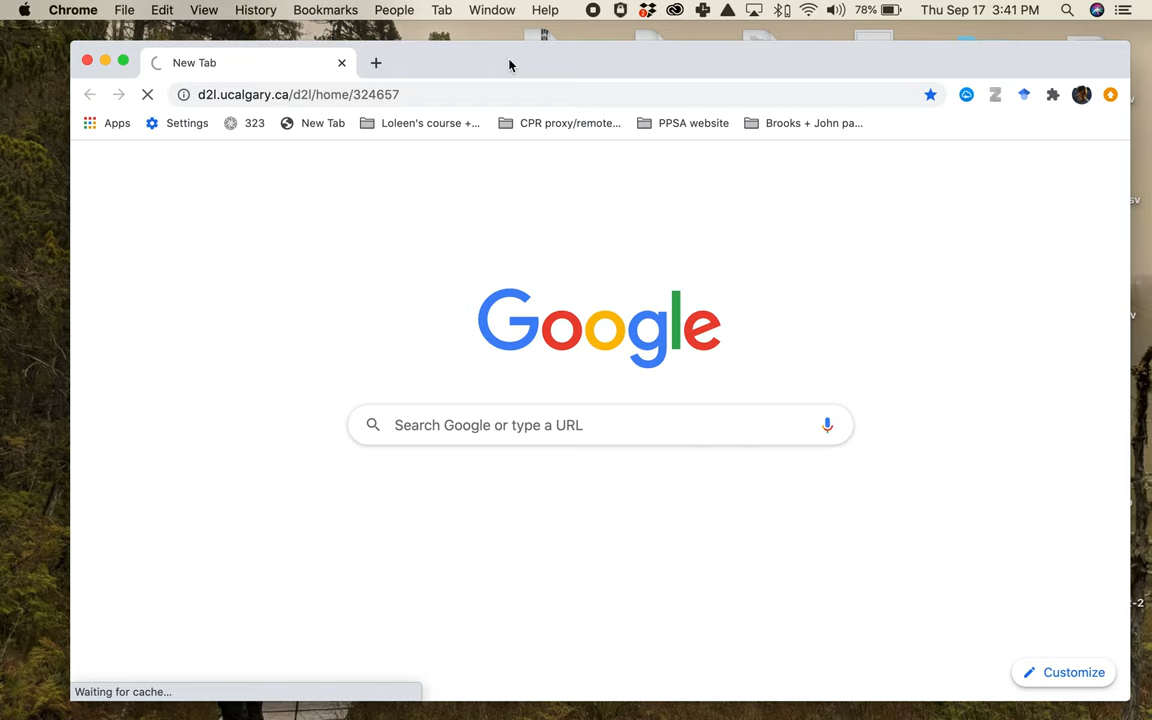 Chrome File Edit View History Bookmarks People Tab Window Help 78% Thu Sep 17 3:41 PM
New Tab
d2l.ucalgary.ca/d2l/home/324657
Apps Settings 323 New Tab Loleen's course +... CPR proxy/remote... PPSA website Brooks + John pa...
Google
Search Google or type a URL
-2
Customize
Waiting for cache...